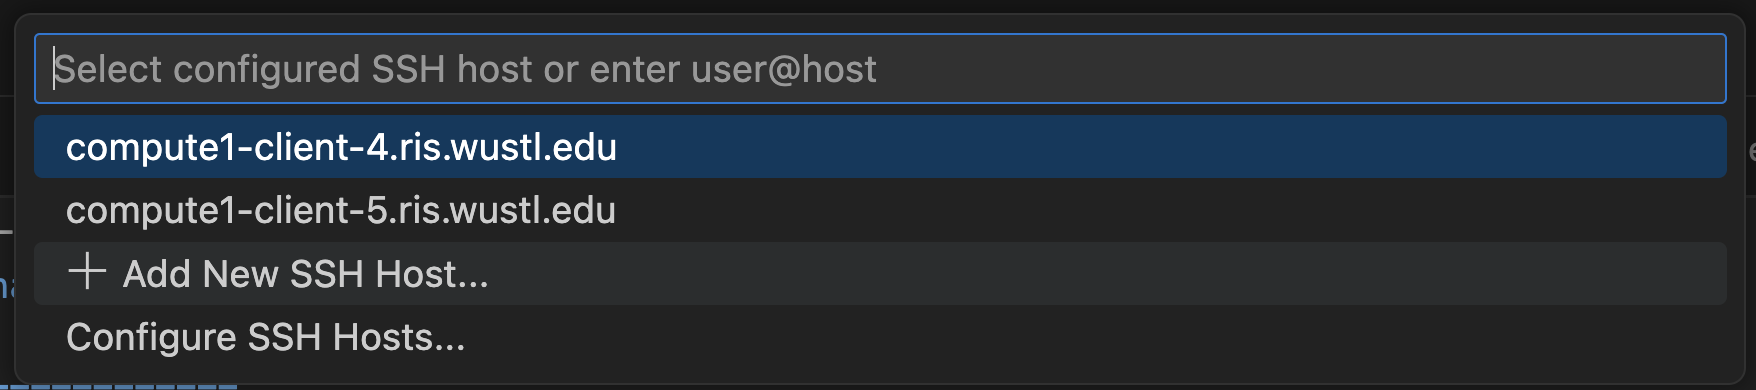 Select configured SSH host or enter user@host
compute1-client-4.ris.wustl.edu
compute1-client-5.ris.wustl.edu
+ Add New SSH Host...
Configure SSH Hosts...